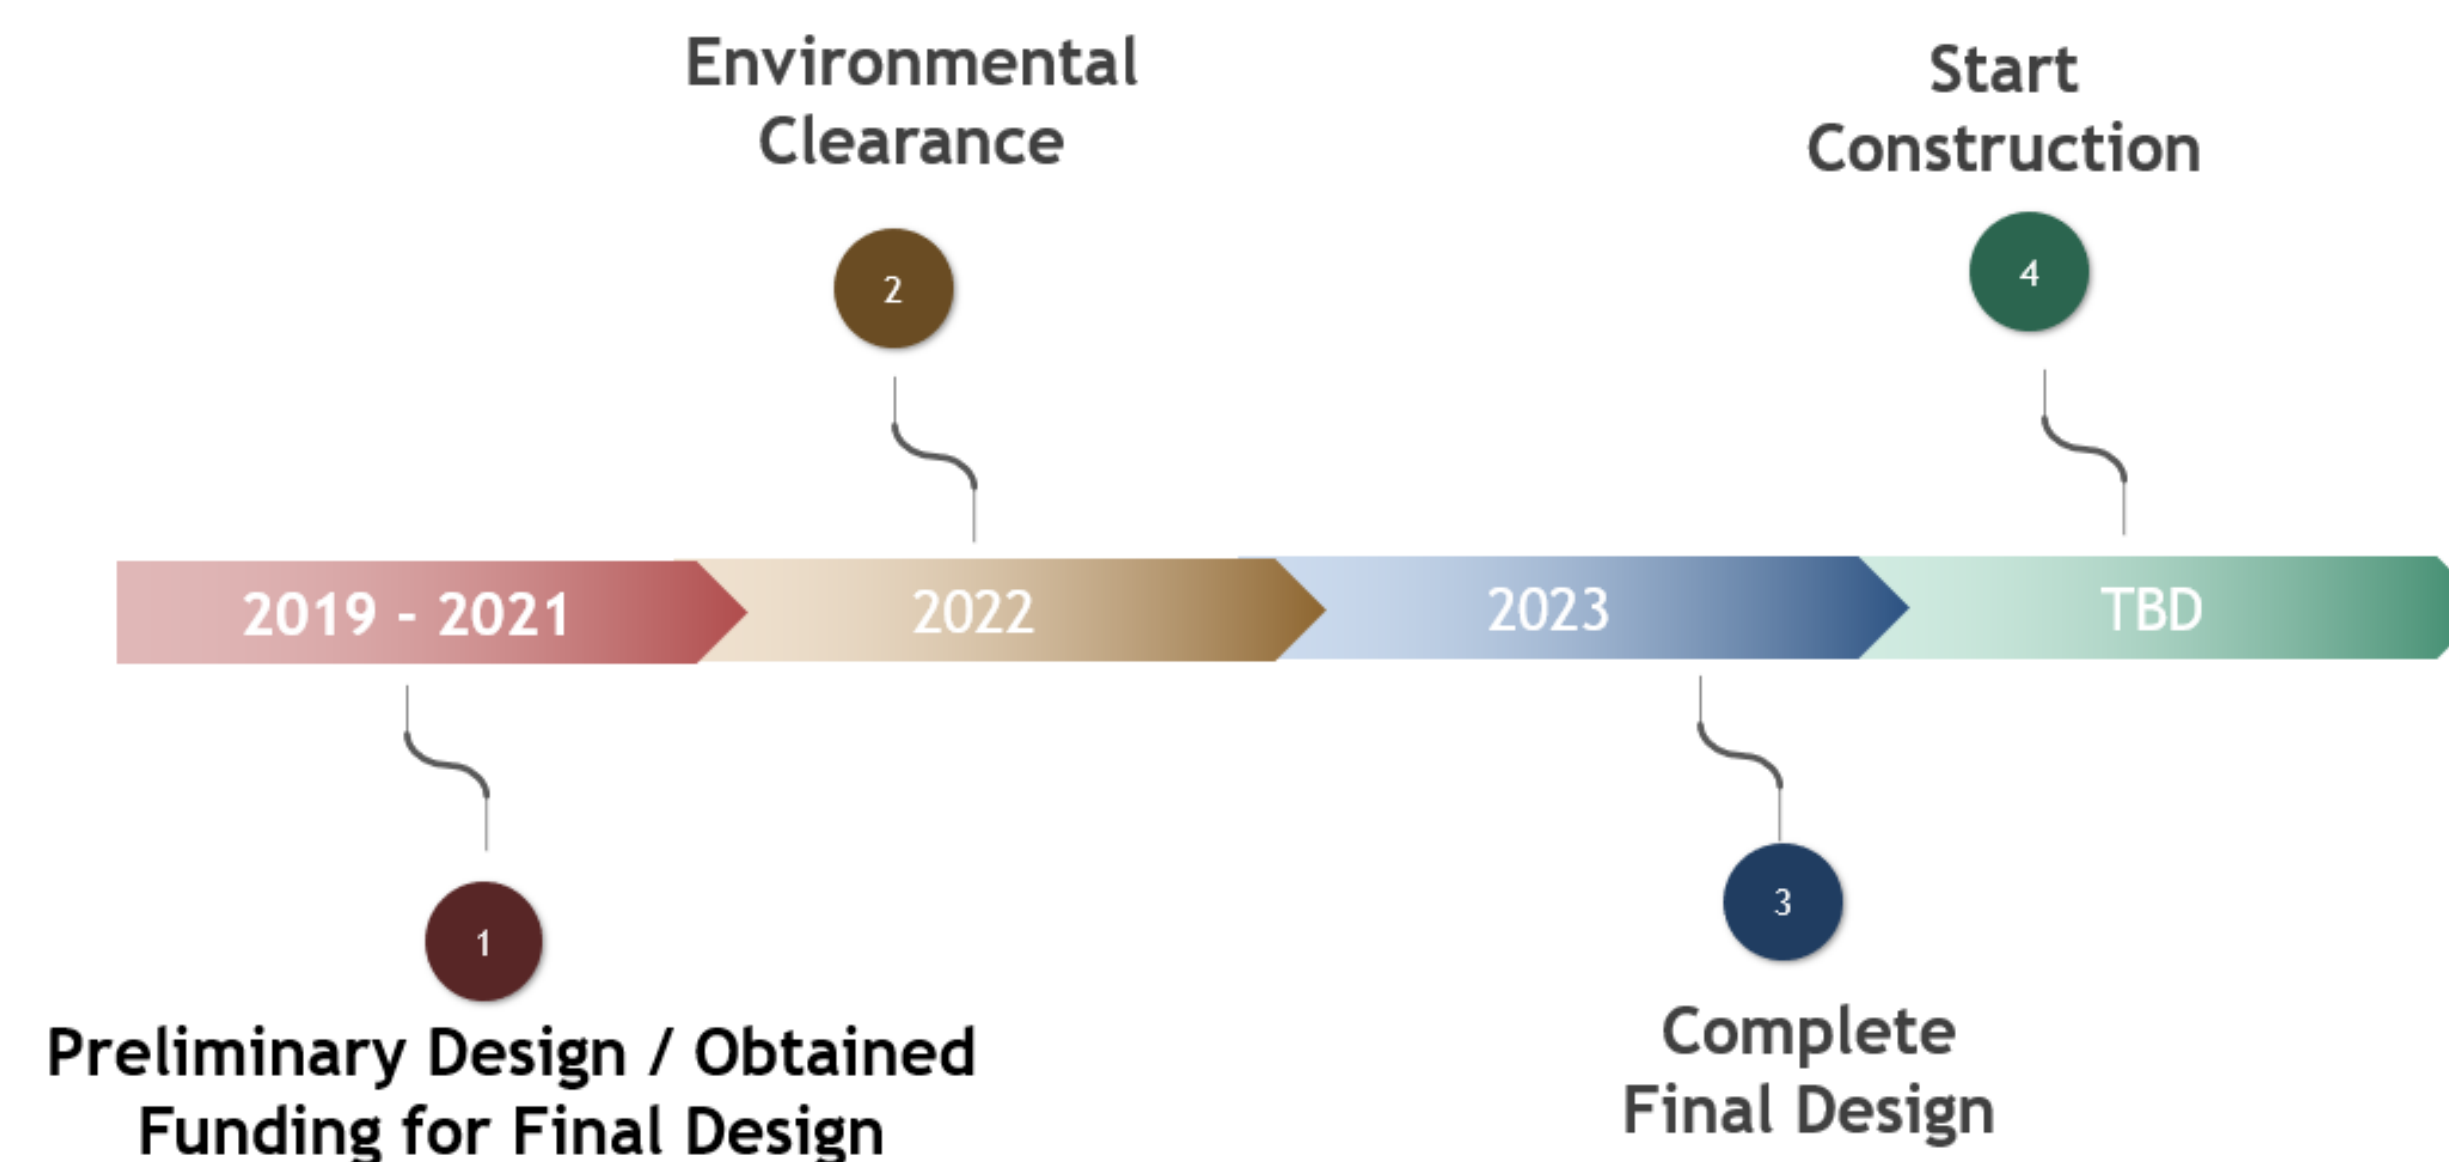 Environmental
Clearance
2
Start
Construction
4
2019 - 2021
2022
2023
TBD
1
Preliminary Design / Obtained
Funding for Final Design
3
Complete
Final Design